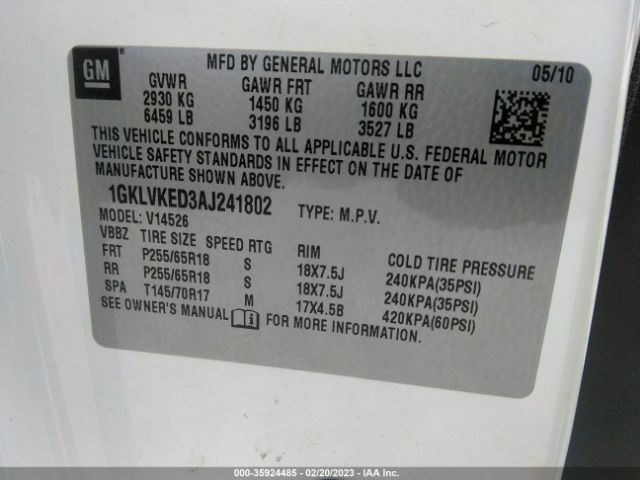 GM
MFD BY GENERAL MOTORS LLC 05/10
GVWR GAWR FRT GAWR RR
2930 KG 1450 KG 1600 KG
6459 LB 3196 LB 3527 LB
THIS VEHICLE CONFORMS TO ALL APPLICABLE U.S. FEDERAL MOTOR
VEHICLE SAFETY STANDARDS IN EFFECT ON THE DATE OF
MANUFACTURE SHOWN ABOVE.
1GKLVKED3AJ241802 TYPE: M.P.V.
MODEL: V14526
VBBZ TIRE SIZE SPEED RTG RIM COLD TIRE PRESSURE
FRT P255/65R18 S 18X7.5J 240KPA(35PSI)
RR P255/65R18 S 18X7.5J 240KPA(35PSI)
SPA T145/70R17 M 17X4.5B 420KPA(60PSI)
SEE OWNER'S MANUAL FOR MORE INFORMATION.
000-35924485 - 02/20/2023 - IAA Inc.